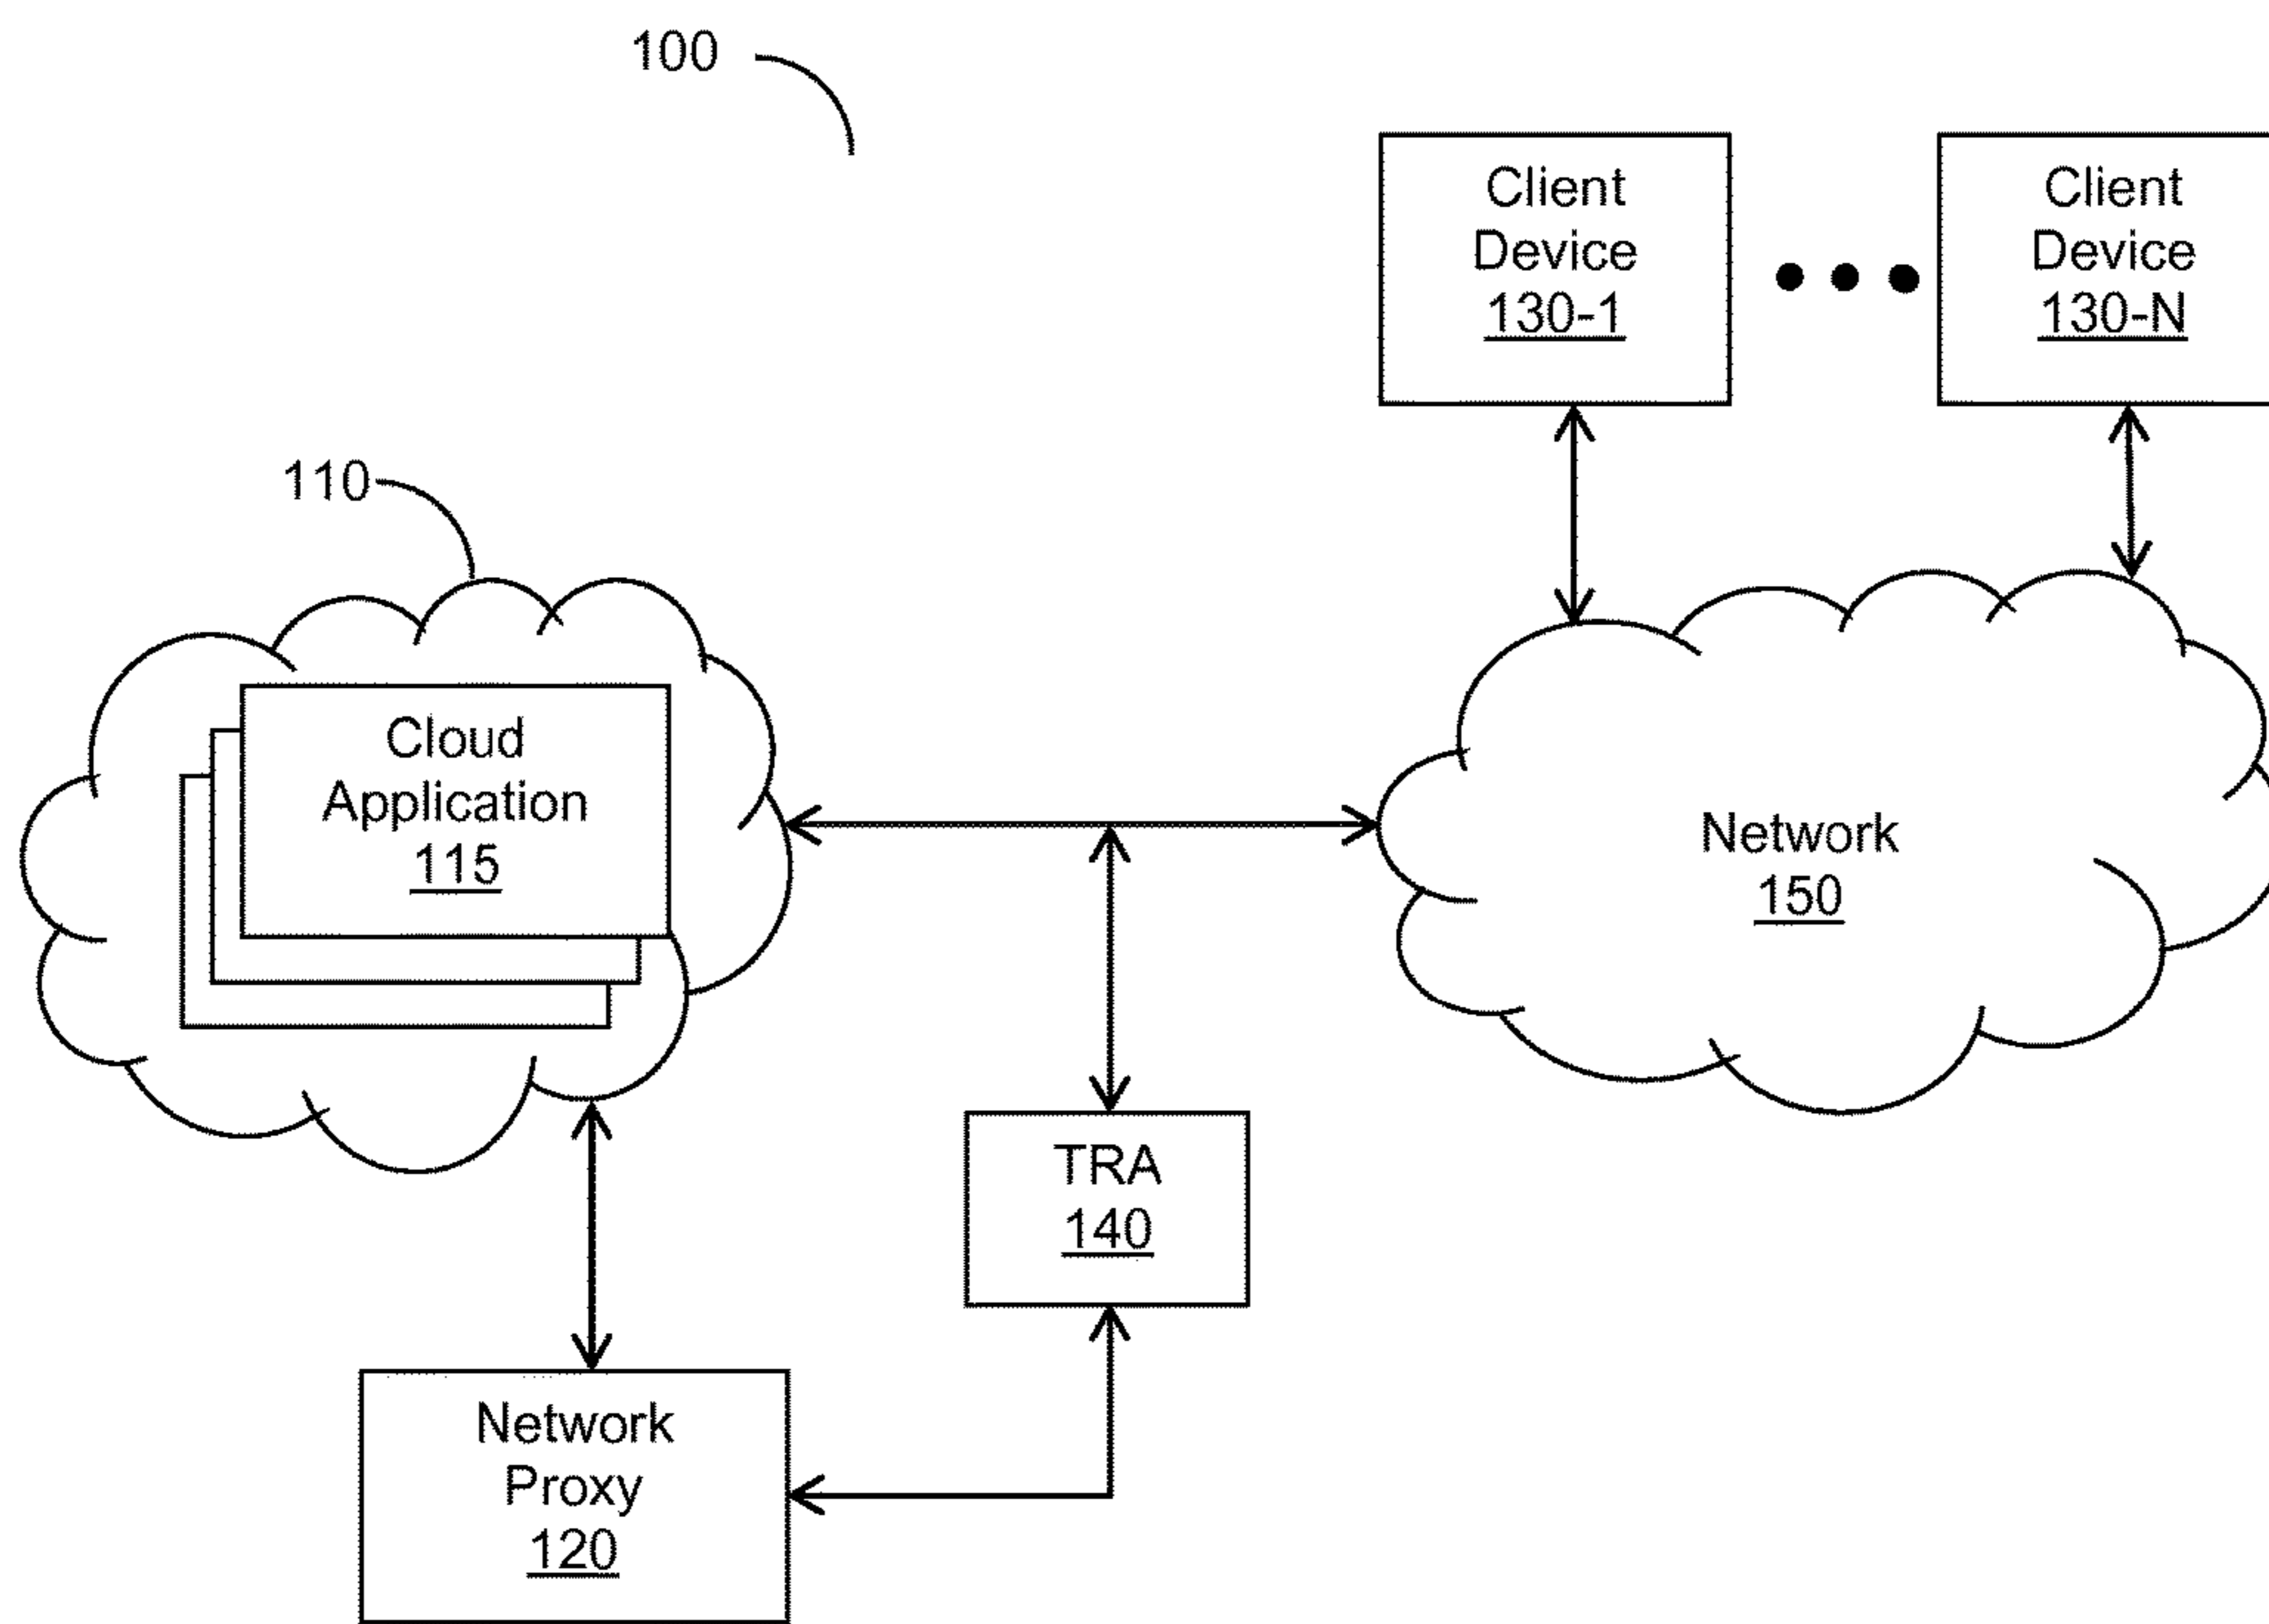 100
Client
Device
130-1
Client
Device
130-N
110
Cloud
Application
115
Network
150
TRA
140
Network
Proxy
120